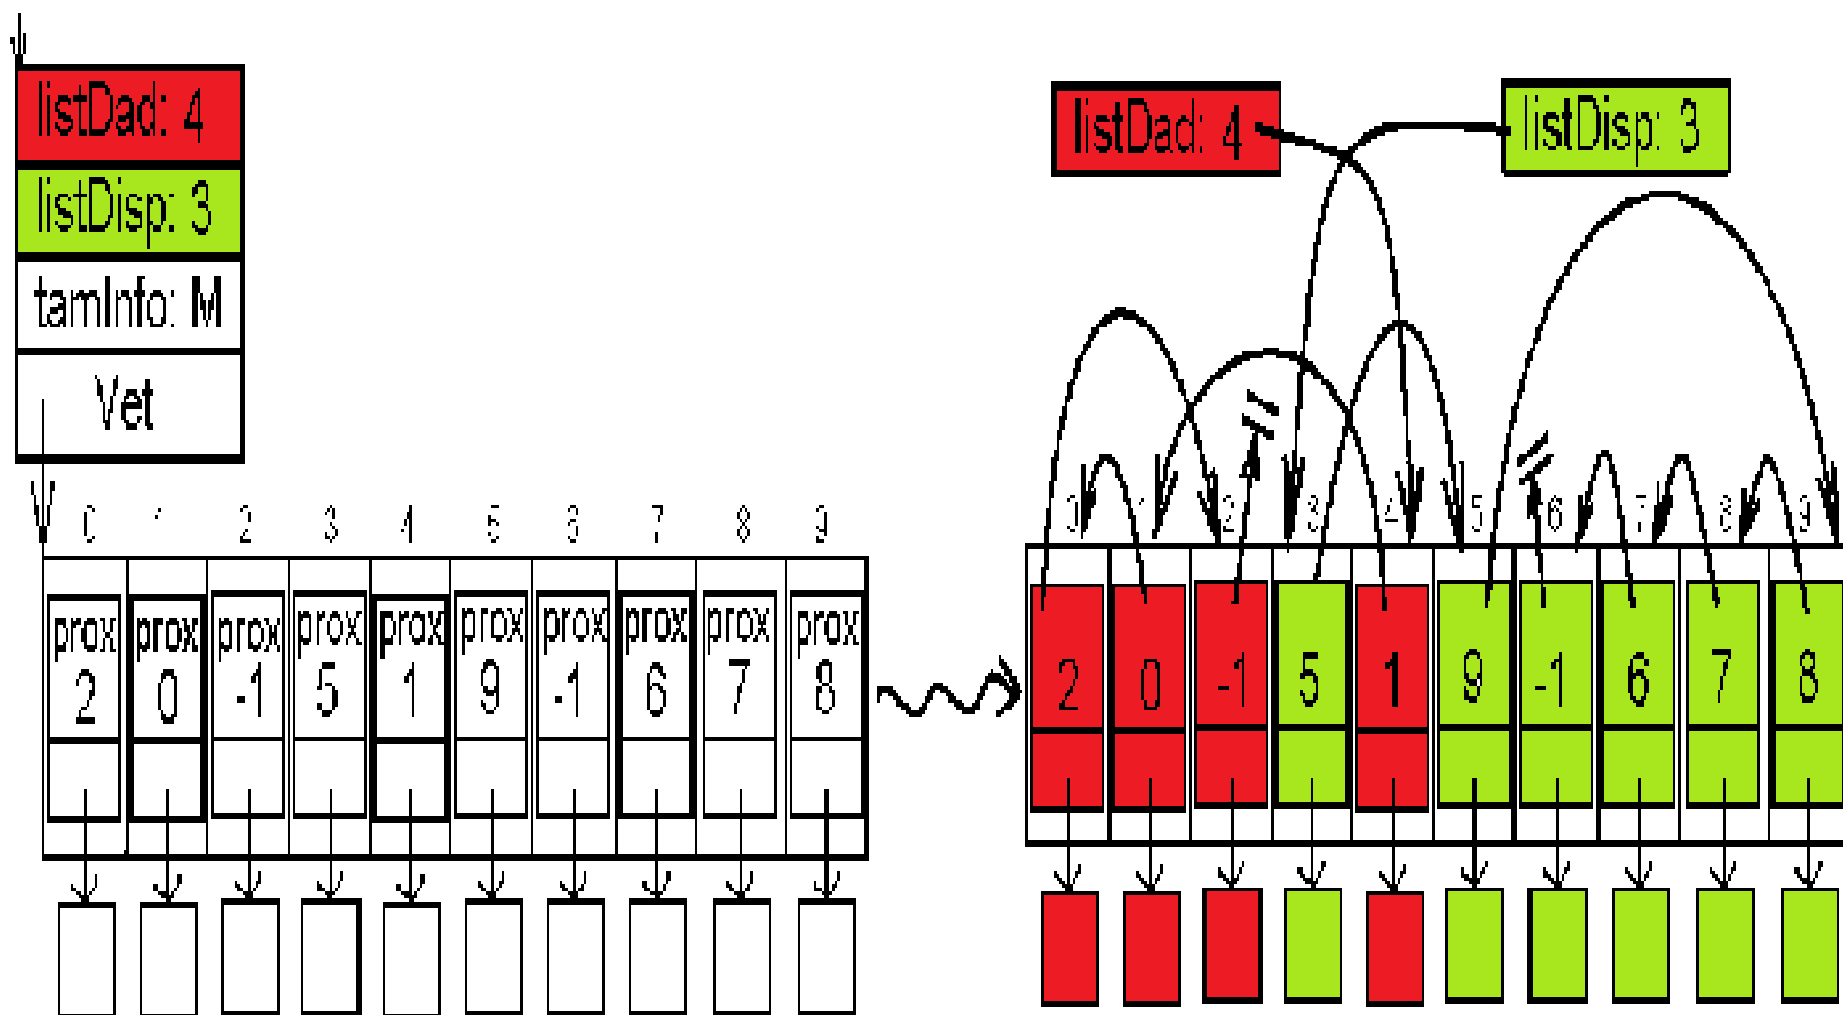 listDad: 4
listDisp: 3
tamInfo: M
Vet
0 1 2 3 4 5 6 7 8 9
prox prox prox prox prox prox prox prox prox prox
2 0 -1 5 1 9 -1 6 7 8
listDad: 4
listDisp: 3
0 1 2 3 4 5 6 7 8 9
2 0 -1 5 1 9 -1 6 7 8